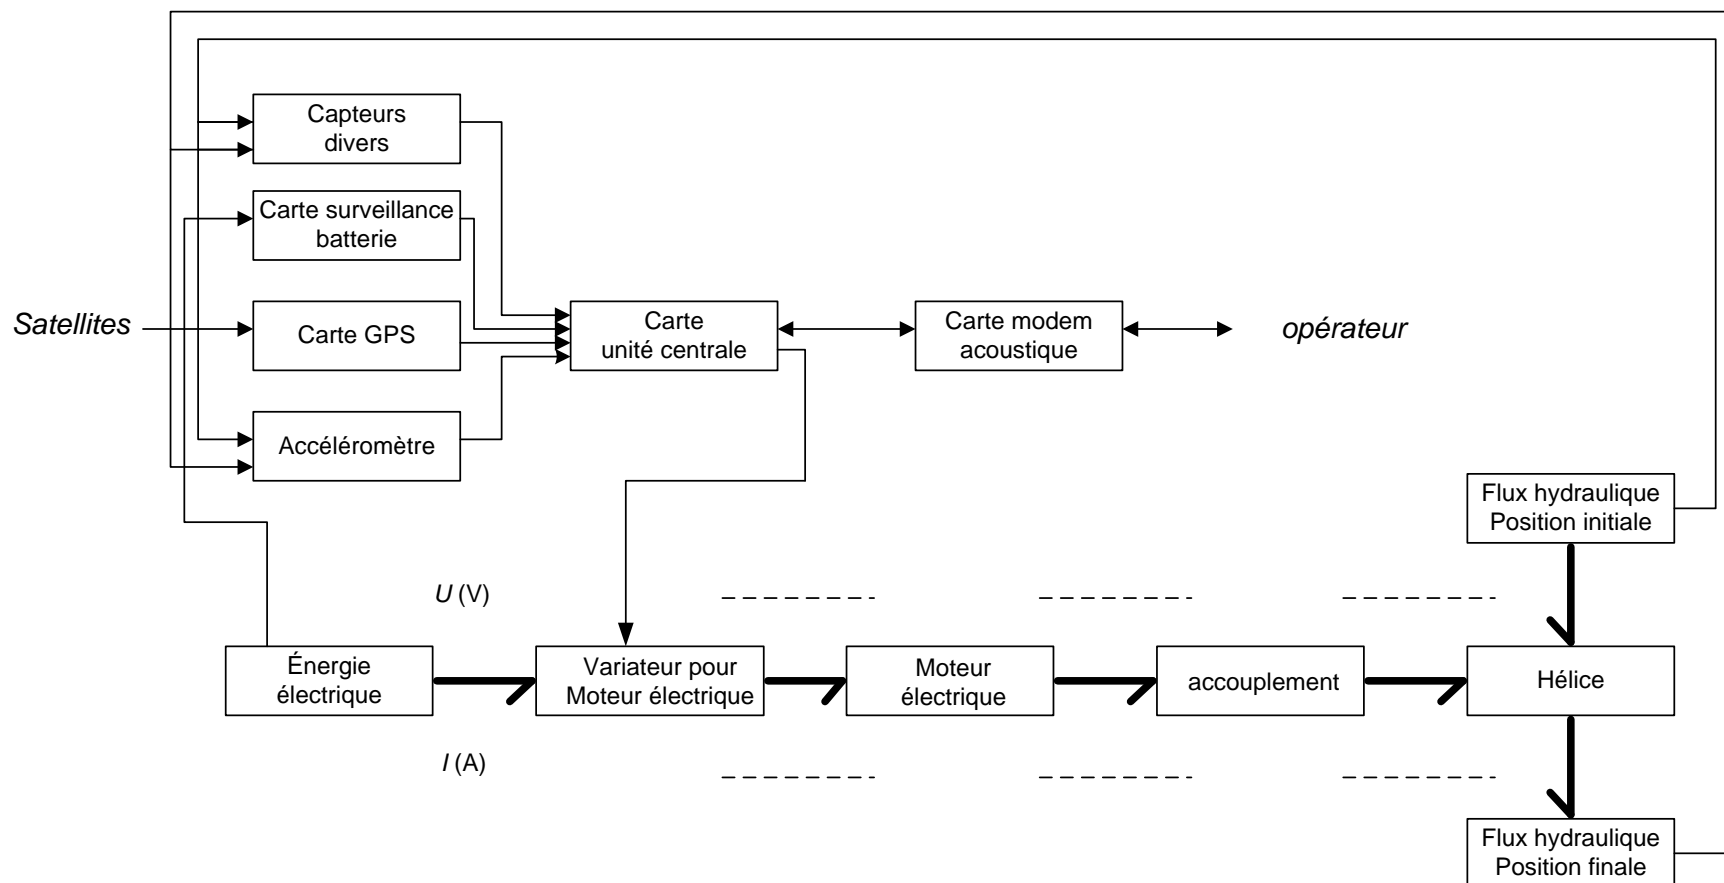 Capteurs
divers
Carte surveillance
batterie
Satellites
Carte GPS
Carte
unité centrale
Carte modem
acoustique
opérateur
Accéléromètre
Flux hydraulique
Position initiale
U (V)
Énergie
électrique
Variateur pour
Moteur électrique
Moteur
électrique
accouplement
Hélice
I (A)
Flux hydraulique
Position finale